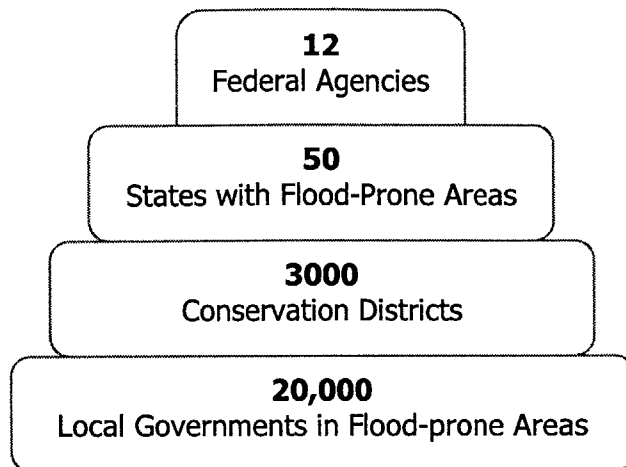 12
Federal Agencies
50
States with Flood-Prone Areas
3000
Conservation Districts
20,000
Local Governments in Flood-prone Areas